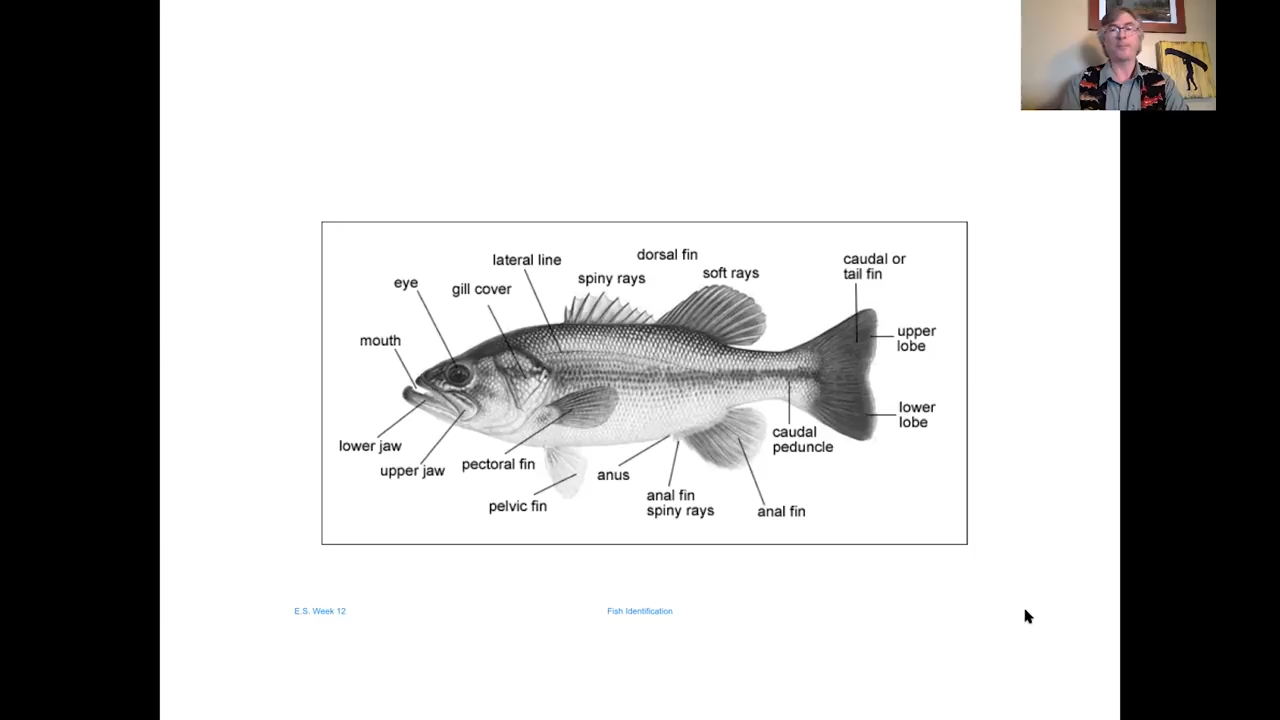 dorsal fin
lateral line
caudal or
tail fin
soft rays
spiny rays
eye
gill cover
upper
lobe
mouth
lower
lobe
caudal
peduncle
lower jaw
pectoral fin
upper jaw
anus
anal fin
spiny rays
pelvic fin
anal fin
E.S. Week 12
Fish Identification